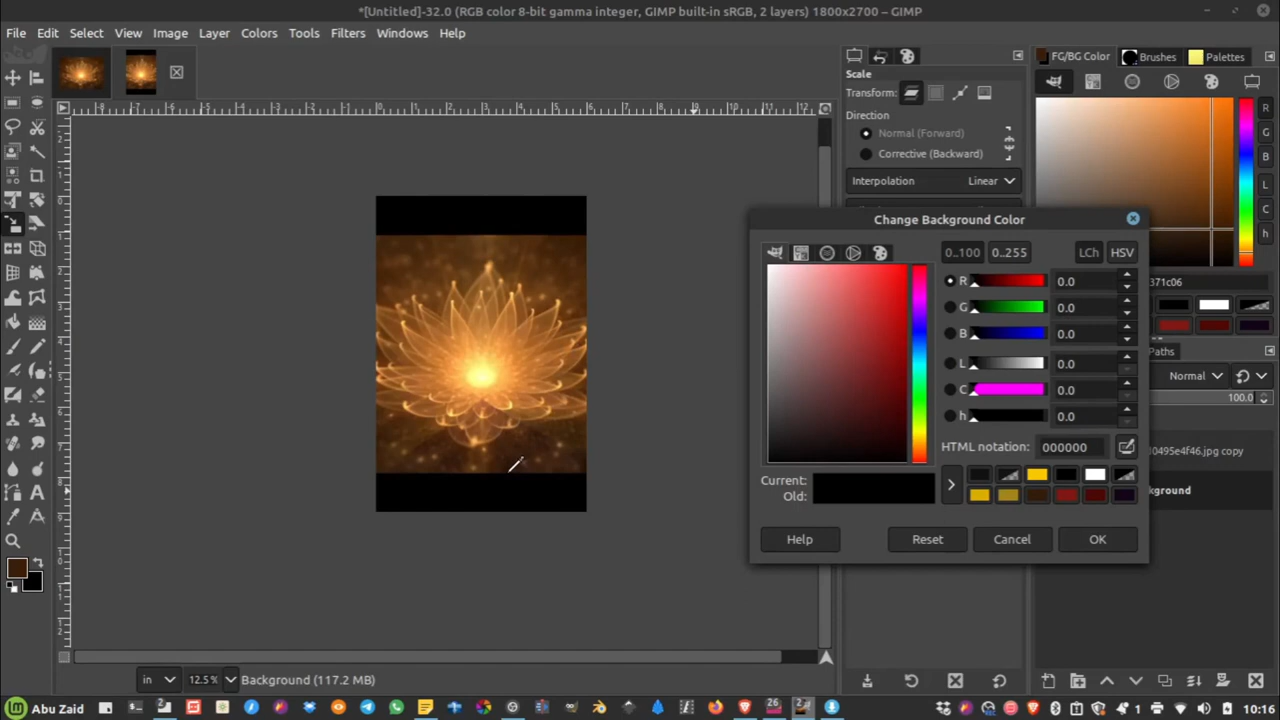 *[Untitled]-32.0 (RGB color 8-bit gamma integer, GIMP built-in sRGB, 2 layers) 1800x2700 – GIMP
File Edit Select View Image Layer Colors Tools Filters Windows Help
FG/BG Color Brushes Palettes
Scale
Transform:
Direction
Normal (Forward)
Corrective (Backward)
Interpolation Linear
R
G
B
L
C
h
Change Background Color
0..100 0..255 LCh HSV
R 0.0
G 0.0
B 0.0
L 0.0
C 0.0
h 0.0
HTML notation: 000000
Current:
Old:
Help Reset Cancel OK
371c06
Paths
Normal
100.0
d0495e4f46.jpg copy
kground
in 12.5 % Background (117.2 MB)
Abu Zaid 10:16